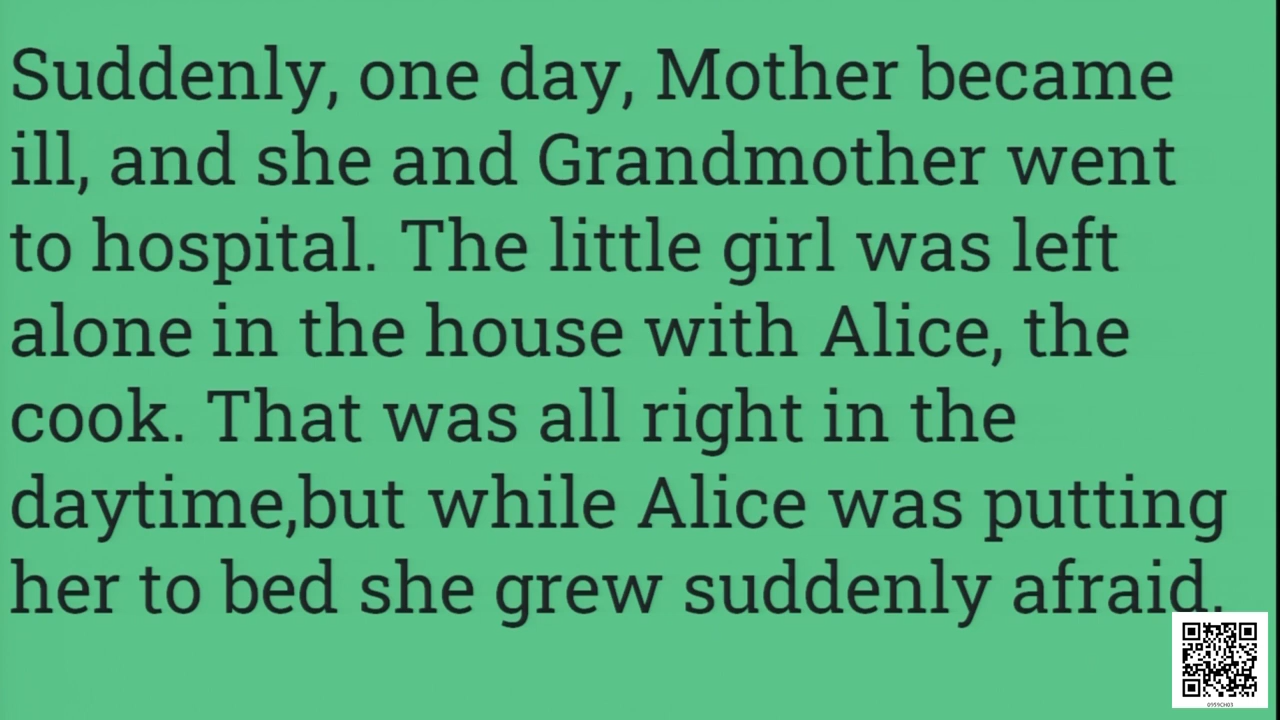 Suddenly, one day, Mother became
ill, and she and Grandmother went
to hospital. The little girl was left
alone in the house with Alice, the
cook. That was all right in the
daytime,but while Alice was putting
her to bed she grew suddenly afraid.
0959CH03